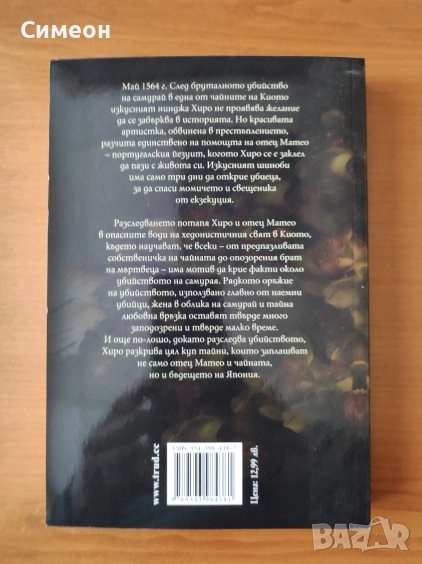 Симеон
Май 1564 г. След бруталното убийство
на самурай в една от чайните на Киото
изкусният нинджа Хиро не проявява желание
да се забърква в историята. Но красивата
артистка, обвинена в престъплението,
разчита единствено на помощта на отец Матео
– португалския йезуит, когото Хиро се е заклел
да пази с живота си. Изкусният шиноби
има само три дни да открие убиеца,
за да спаси момичето и свещеника
от екзекуция.
Разследването потапя Хиро и отец Матео
в опасните води на хедонистичния свят в Киото,
където научават, че всеки – от предпазливата
собственичка на чайната до опозорения брат
на мъртвеца – има мотив да крие факти около
убийството на самурая. Рядкото оръжие
на убийството, използвано главно от наемни
убийци, жена в облика на самурай и тайна
любовна връзка оставят твърде много
заподозрени и твърде малко време.
И още по-лошо, докато разследва убийството,
Хиро разкрива цял куп тайни, които заплашват
не само отец Матео и чайната,
но и бъдещето на Япония.
www.trud.cc
Цена: 12,99 лв.
bazar